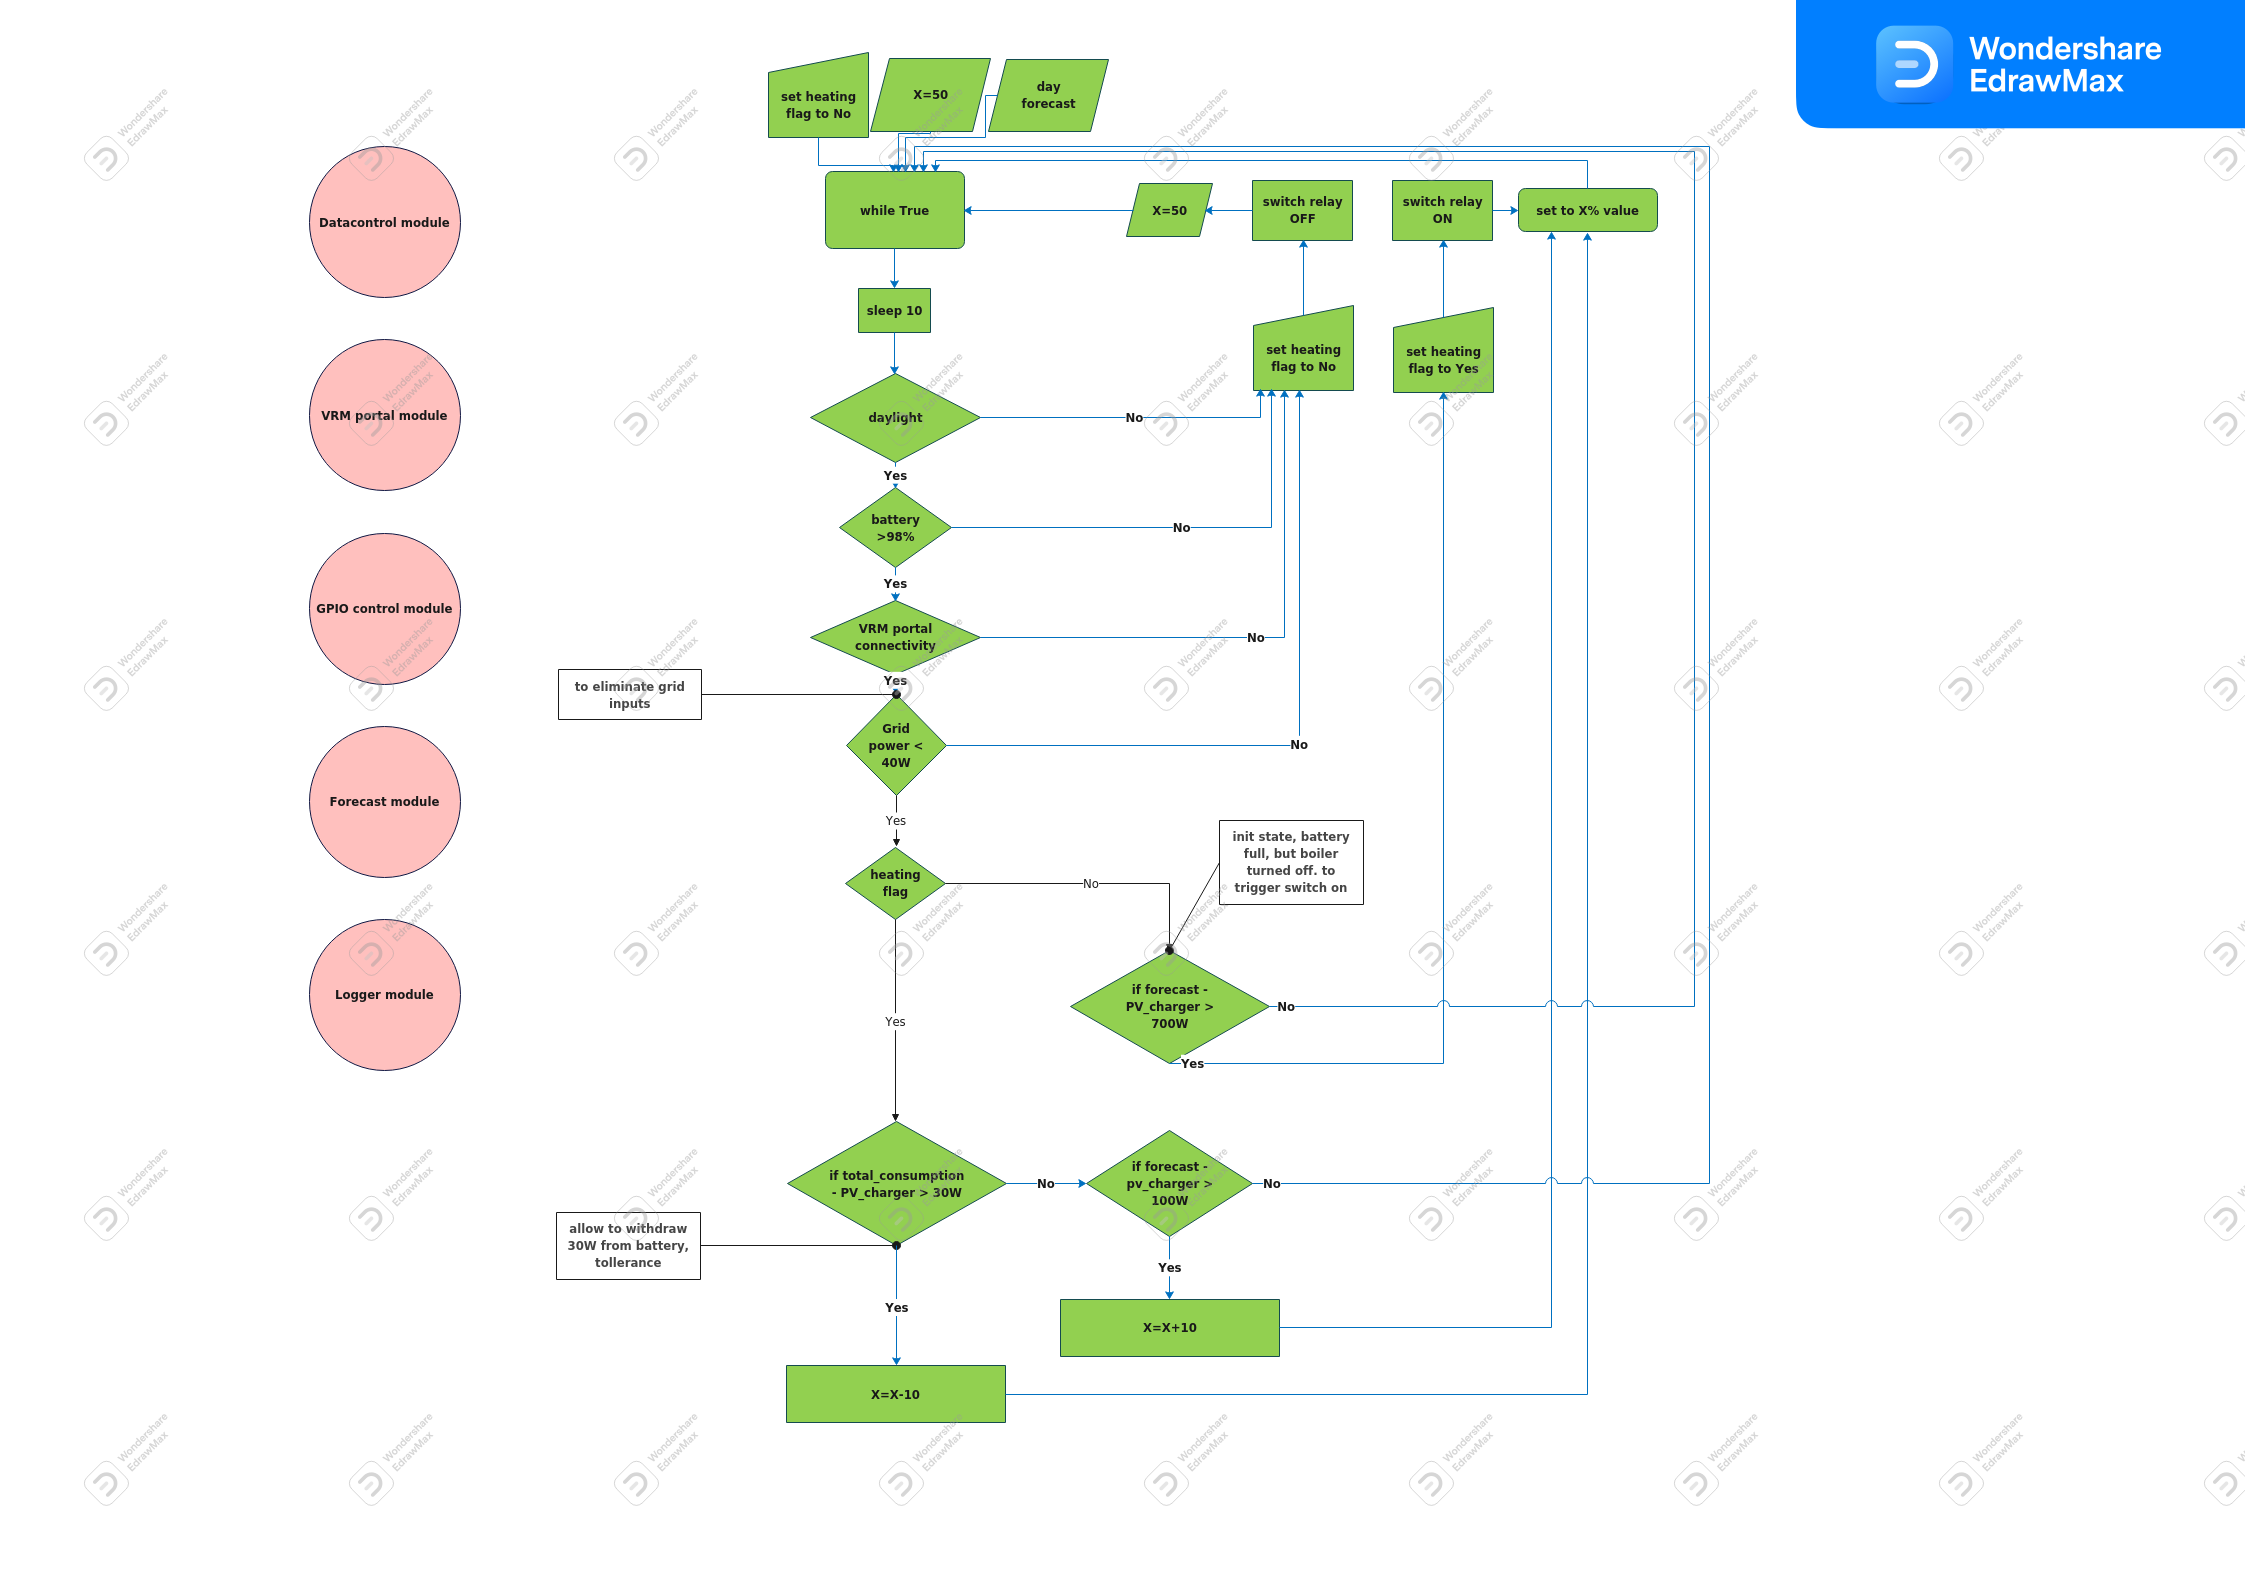 Wondershare
EdrawMax
set heating
flag to No
X=50
day
forecast
while True
X=50
switch relay
OFF
switch relay
ON
set to X% value
Datacontrol module
sleep 10
set heating
flag to No
set heating
flag to Yes
VRM portal module
daylight
No
Yes
battery
>98%
No
Yes
GPIO control module
VRM portal
connectivity
No
Yes
to eliminate grid
inputs
Grid
power <
40W
No
Yes
Forecast module
init state, battery
full, but boiler
turned off. to
trigger switch on
heating
flag
No
Yes
Logger module
if forecast -
PV_charger >
700W
No
Yes
if total_consumption
- PV_charger > 30W
No
if forecast -
pv_charger >
100W
No
allow to withdraw
30W from battery,
tollerance
Yes
Yes
X=X+10
X=X-10